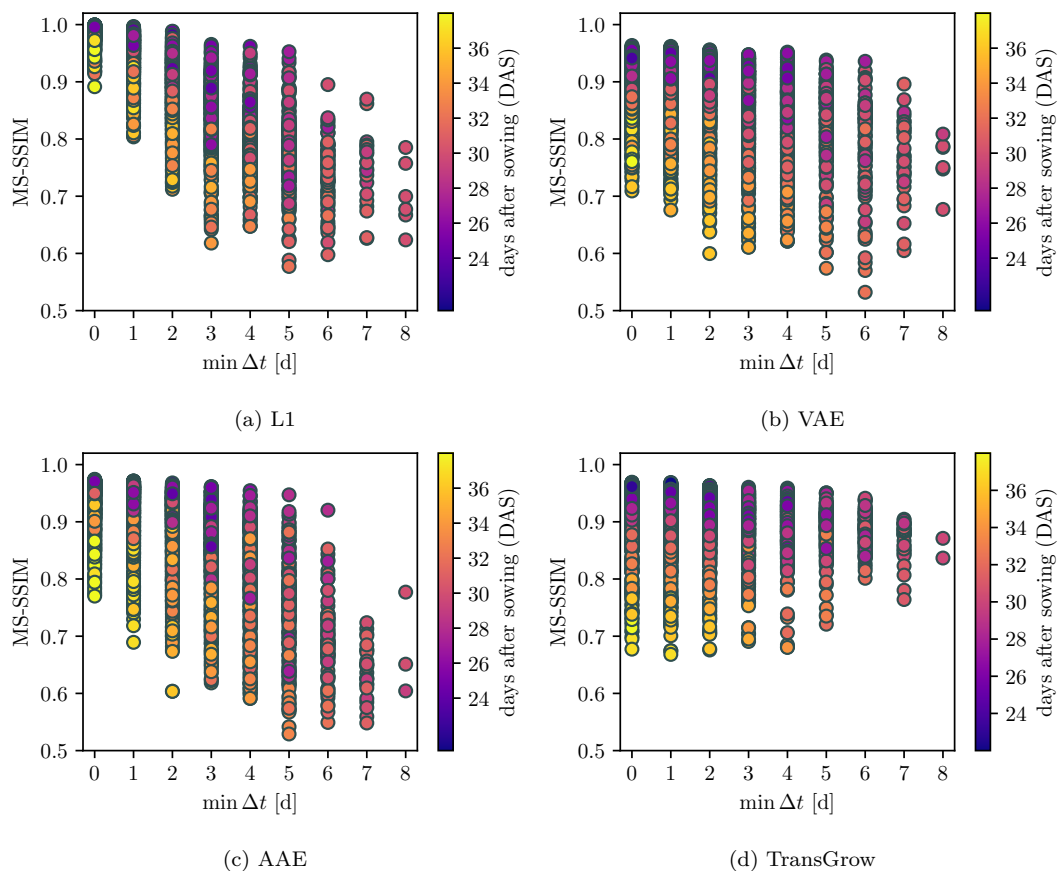 1.0
0.9
0.8
0.7
0.6
0.5
MS-SSIM
0 1 2 3 4 5 6 7 8
min Δt [d]
36
34
32
30
28
26
24
days after sowing (DAS)
(a) L1
1.0
0.9
0.8
0.7
0.6
0.5
MS-SSIM
0 1 2 3 4 5 6 7 8
min Δt [d]
36
34
32
30
28
26
24
days after sowing (DAS)
(b) VAE
1.0
0.9
0.8
0.7
0.6
0.5
MS-SSIM
0 1 2 3 4 5 6 7 8
min Δt [d]
36
34
32
30
28
26
24
days after sowing (DAS)
(c) AAE
1.0
0.9
0.8
0.7
0.6
0.5
MS-SSIM
0 1 2 3 4 5 6 7 8
min Δt [d]
36
34
32
30
28
26
24
days after sowing (DAS)
(d) TransGrow